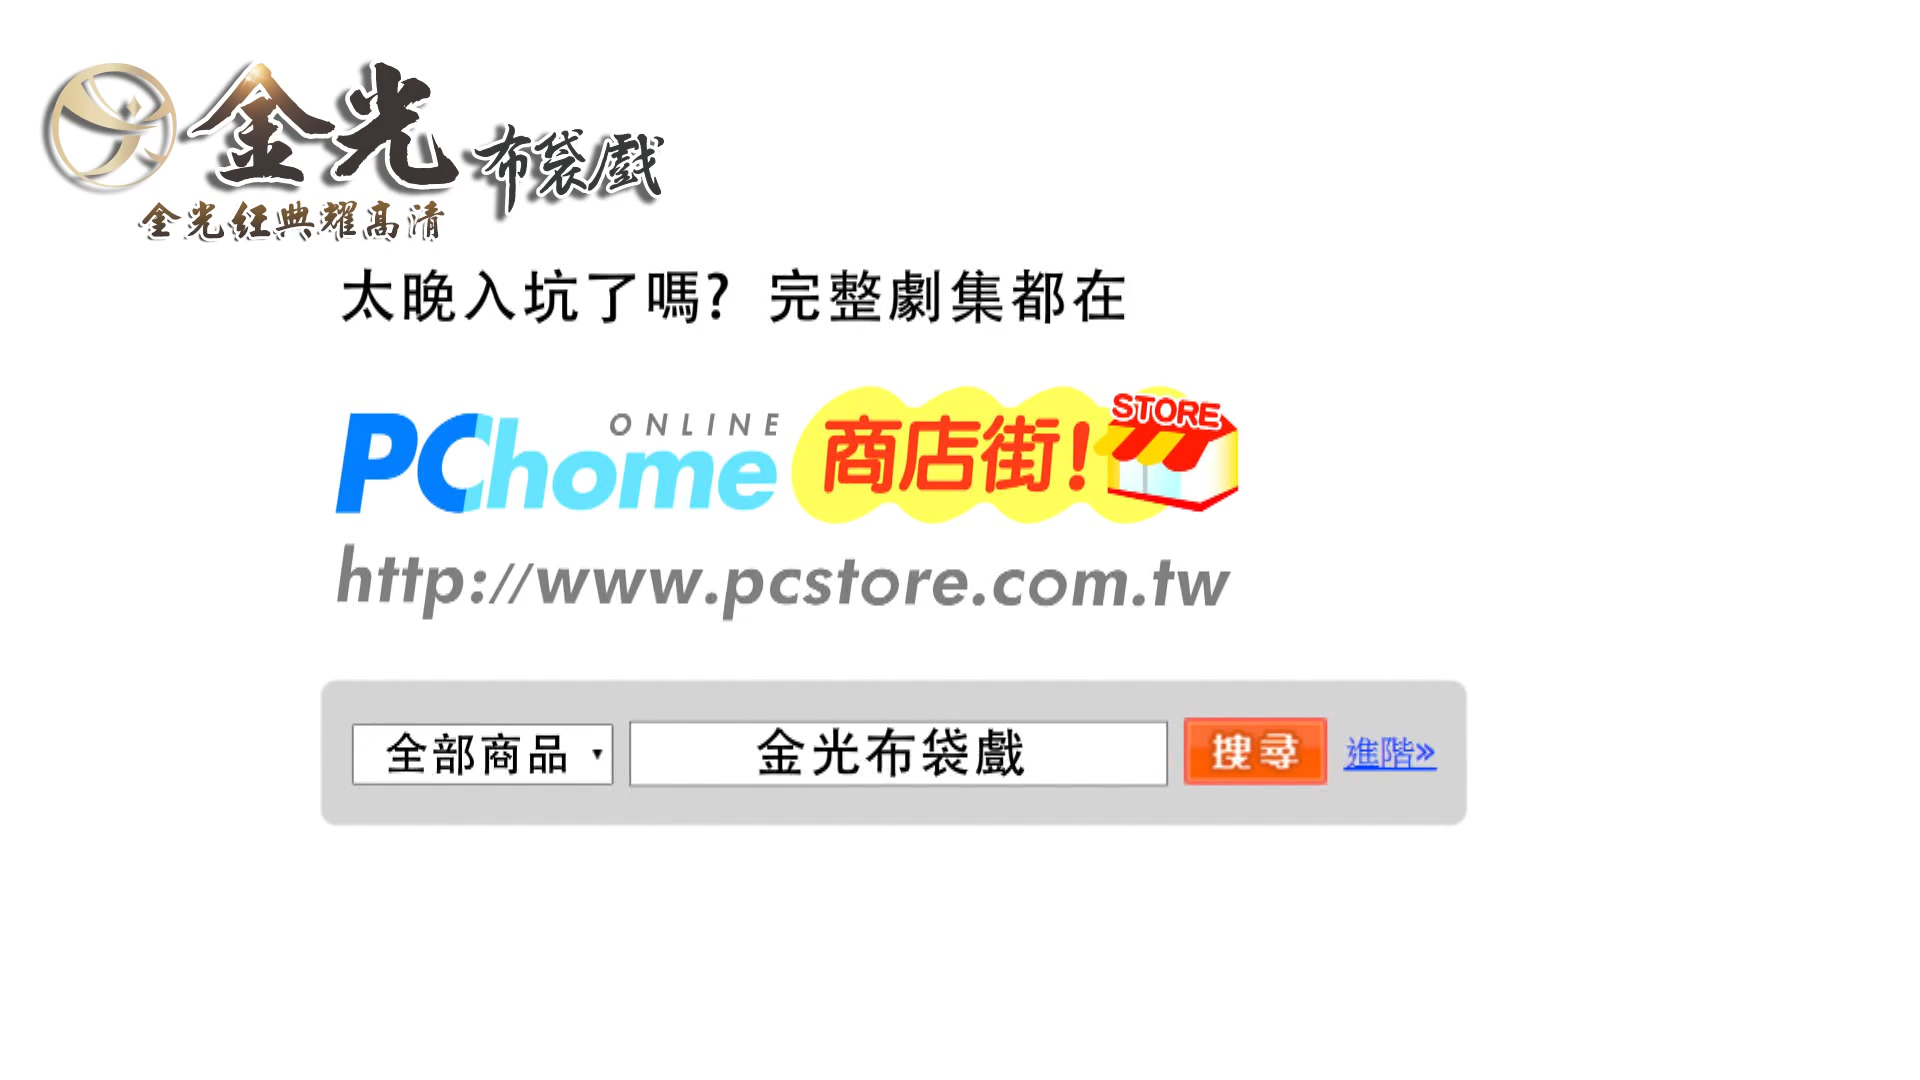 金光布袋戲
金光經典耀高清
太晚入坑了嗎? 完整劇集都在
PChome ONLINE 商店街! STORE
http://www.pcstore.com.tw
全部商品 ▾ 金光布袋戲 搜尋 進階»